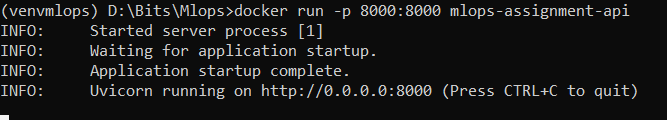 (venvmlops) D:\Bits\Mlops>docker run -p 8000:8000 mlops-assignment-api
INFO:     Started server process [1]
INFO:     Waiting for application startup.
INFO:     Application startup complete.
INFO:     Uvicorn running on http://0.0.0.0:8000 (Press CTRL+C to quit)